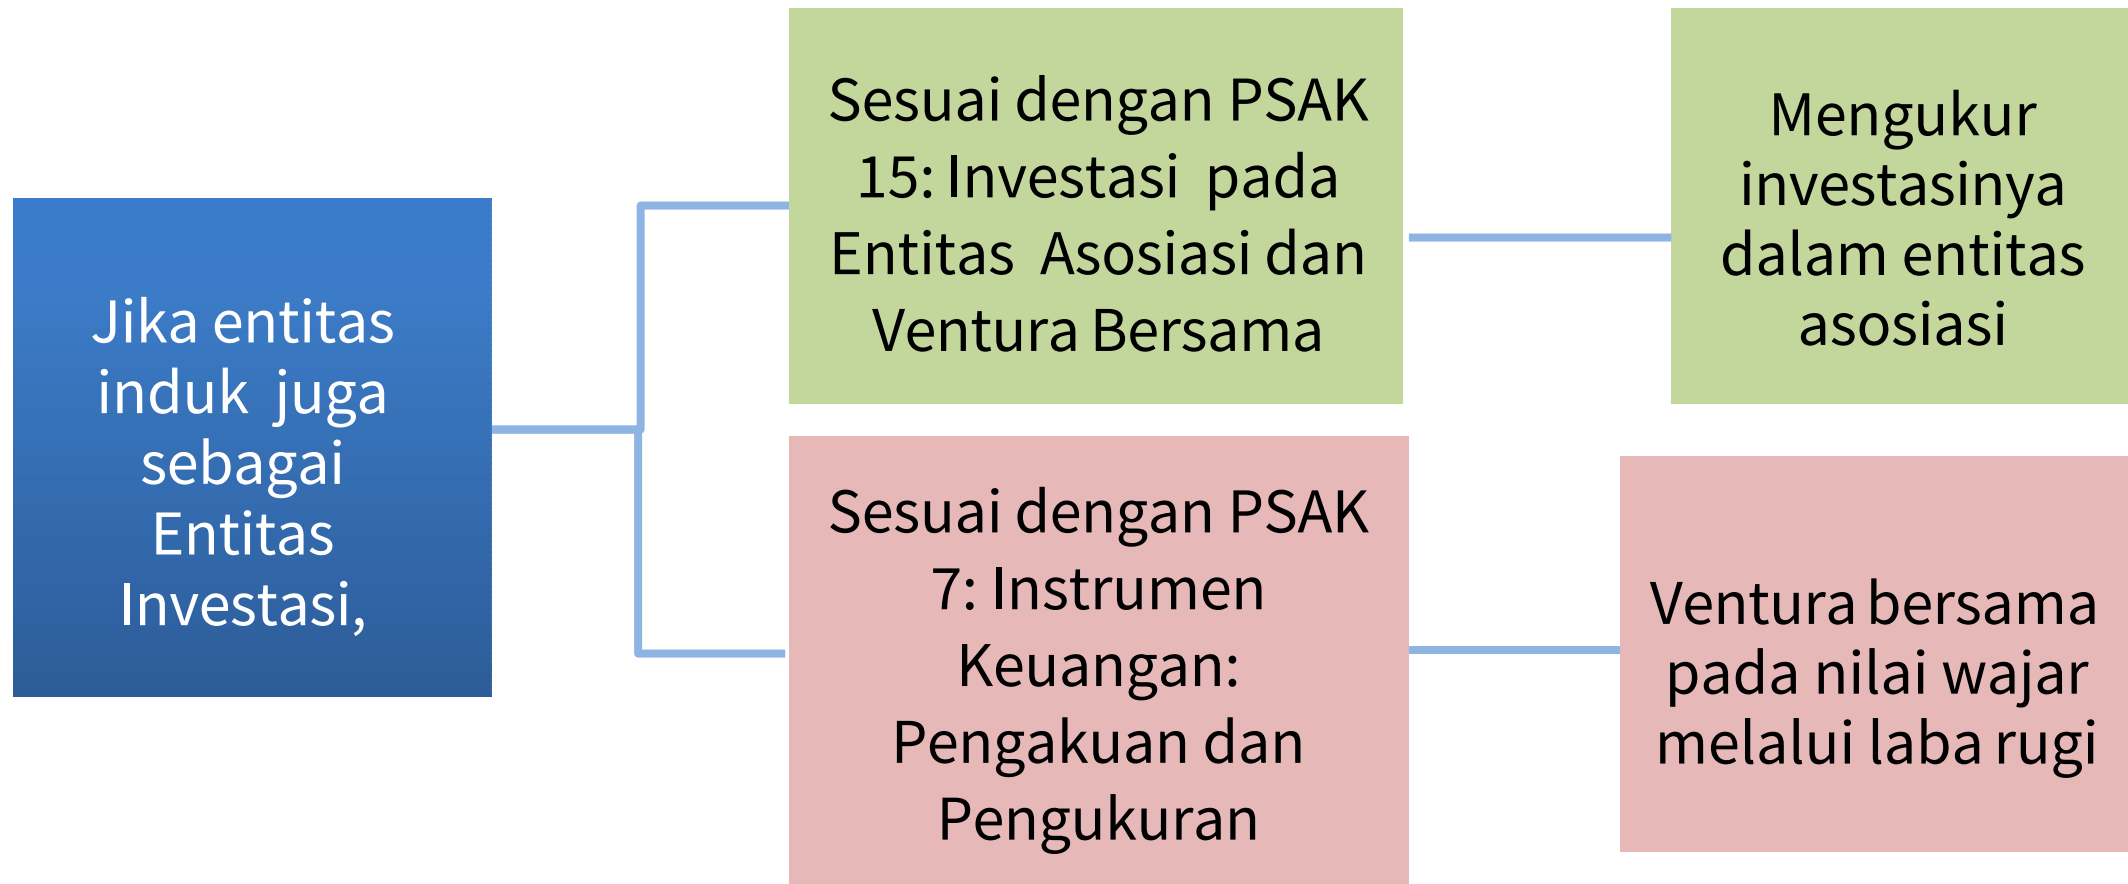 Jika entitas
induk juga
sebagai
Entitas
Investasi,
Sesuai dengan PSAK
15: Investasi pada
Entitas Asosiasi dan
Ventura Bersama
Mengukur
investasinya
dalam entitas
asosiasi
Sesuai dengan PSAK
7: Instrumen
Keuangan:
Pengakuan dan
Pengukuran
Ventura bersama
pada nilai wajar
melalui laba rugi